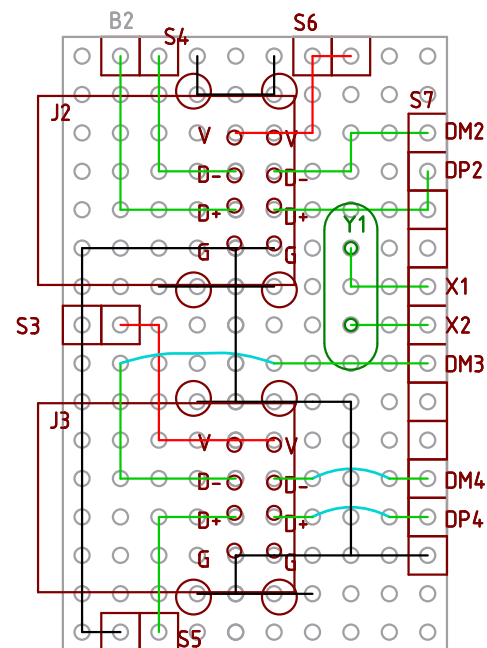 B2
S4
S6
J2
S7
V V
DM2
D- D-
DP2
D+ D+
Y1
G G
X1
S3
X2
DM3
J3
V V
D- D-
DM4
D+ D+
DP4
G G
S5